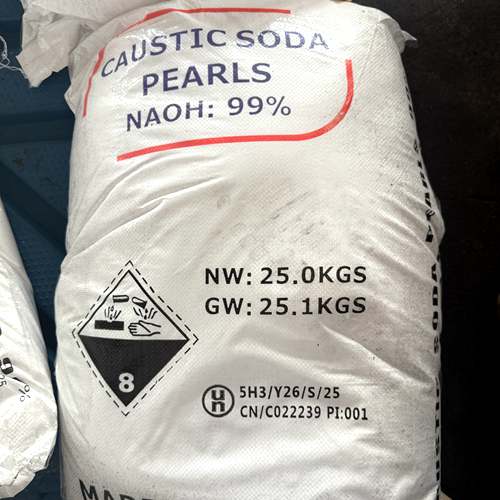 CAUSTIC SODA
PEARLS
NAOH: 99%
NW: 25.0KGS
GW: 25.1KGS
8
un
5H3/Y26/S/25
CN/C022239 PI:001